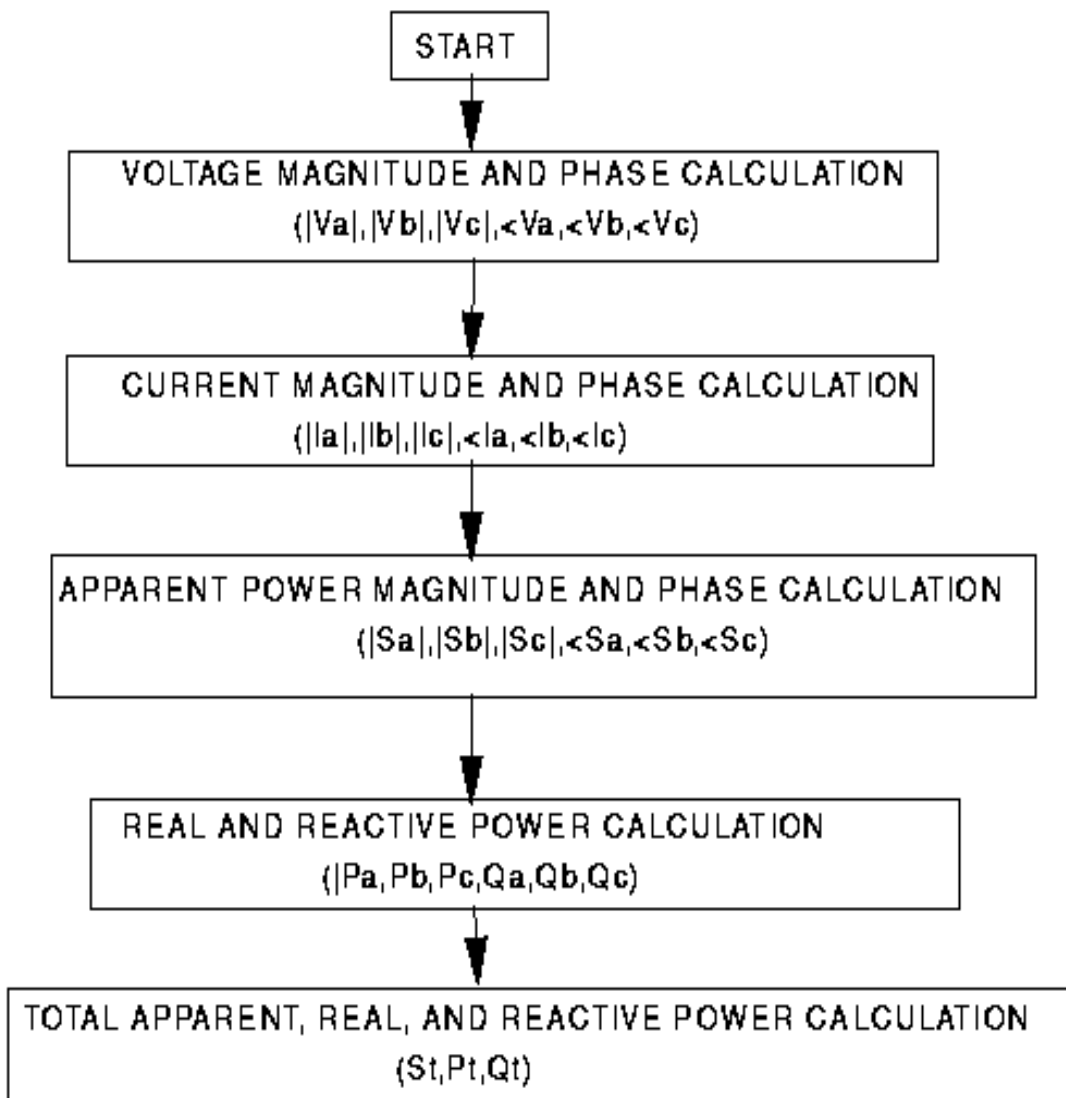 START
VOLTAGE MAGNITUDE AND PHASE CALCULATION
(|Va|,|Vb|,|Vc|,<Va,<Vb,<Vc)
CURRENT MAGNITUDE AND PHASE CALCULATION
(|Ia|,|Ib|,|Ic|,<Ia,<Ib,<Ic)
APPARENT POWER MAGNITUDE AND PHASE CALCULATION
(|Sa|,|Sb|,|Sc|,<Sa,<Sb,<Sc)
REAL AND REACTIVE POWER CALCULATION
(|Pa,Pb,Pc,Qa,Qb,Qc)
TOTAL APPARENT, REAL, AND REACTIVE POWER CALCULATION
(St,Pt,Qt)